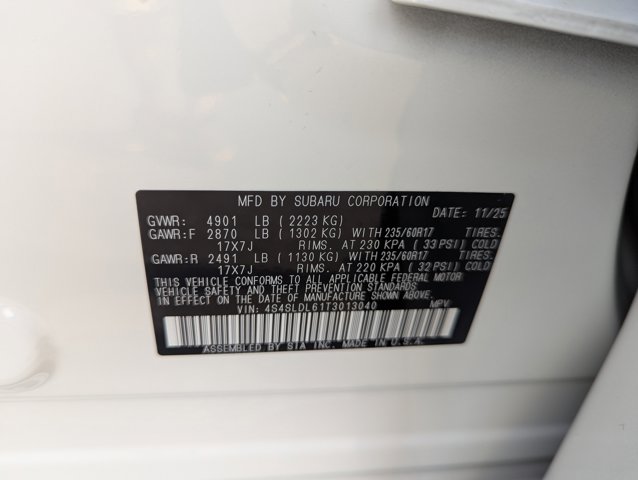 MFD BY SUBARU CORPORATION
GVWR: 4901 LB (2223 KG) DATE: 11/25
GAWR:F 2870 LB (1302 KG) WITH 235/60R17 TIRES.
17X7J RIMS. AT 230 KPA (33 PSI) COLD
GAWR:R 2491 LB (1130 KG) WITH 235/60R17 TIRES.
17X7J RIMS. AT 220 KPA (32 PSI) COLD
THIS VEHICLE CONFORMS TO ALL APPLICABLE FEDERAL MOTOR
VEHICLE SAFETY AND THEFT PREVENTION STANDARDS
IN EFFECT ON THE DATE OF MANUFACTURE SHOWN ABOVE.
VIN: 4S4SLDL61T3013040 MPV
ASSEMBLED BY SIA INC. MADE IN U.S.A.